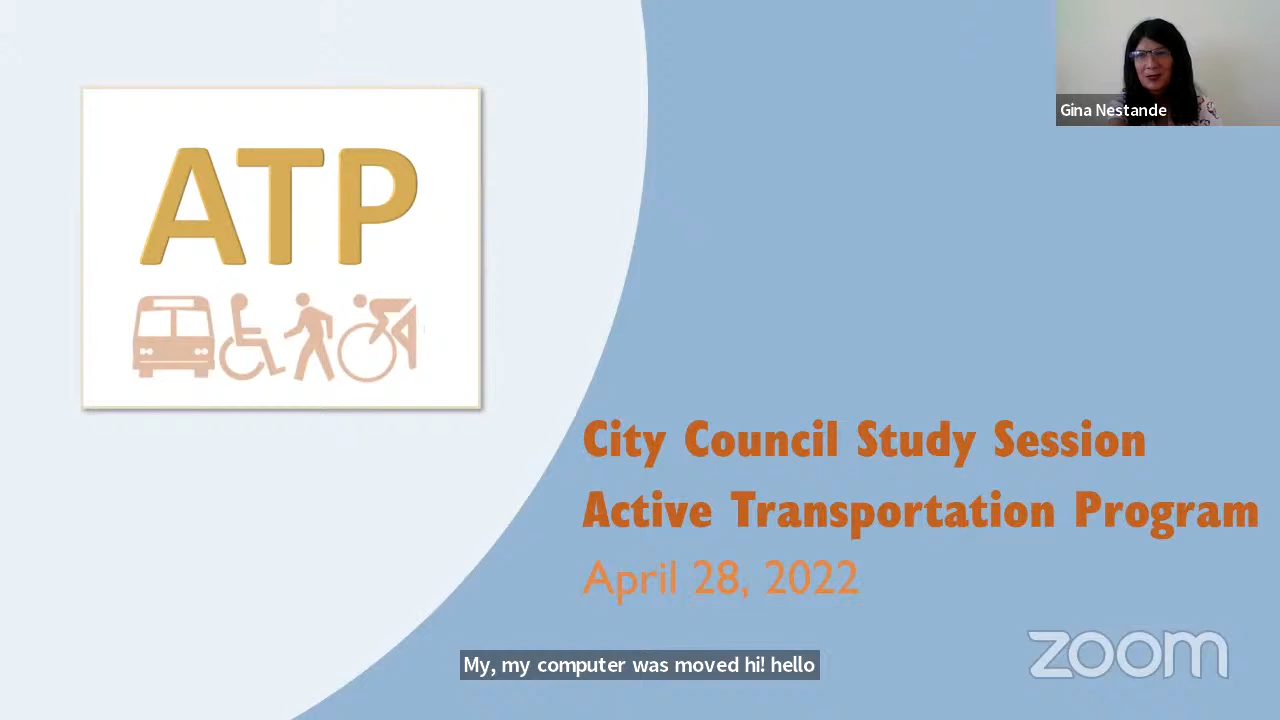 Gina Nestande
ATP
City Council Study Session
Active Transportation Program
April 28, 2022
My, my computer was moved hi! hello
zoom